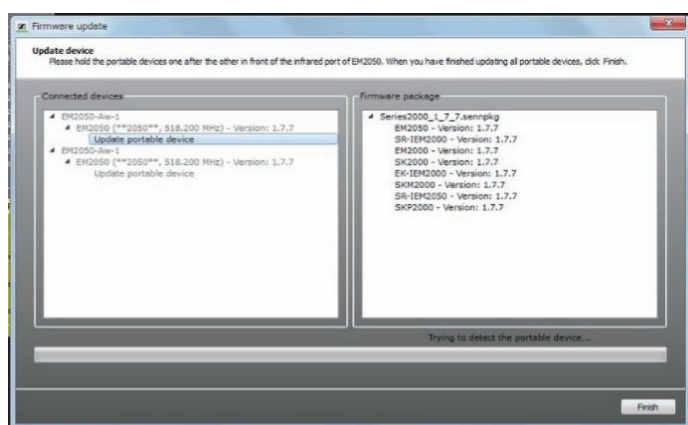 Firmware update
Update device
Please hold the portable devices one after the other in front of the infrared port of EM2050. When you have finished updating all portable devices, click Finish.
Connected devices
EM2050-Aw-1
EM2050 (**2050**, 518.200 MHz) - Version: 1.7.7
Update portable device
EM2050-Aw-1
EM2050 (**2050**, 518.200 MHz) - Version: 1.7.7
Update portable device
Firmware package
Series2000_1_7_7.sennpkg
EM2050 - Version: 1.7.7
SR-IEM2000 - Version: 1.7.7
EM2000 - Version: 1.7.7
SK2000 - Version: 1.7.7
EK-IEM2000 - Version: 1.7.7
SKM2000 - Version: 1.7.7
SR-IEM2050 - Version: 1.7.7
SKP2000 - Version: 1.7.7
Trying to detect the portable device...
Finish